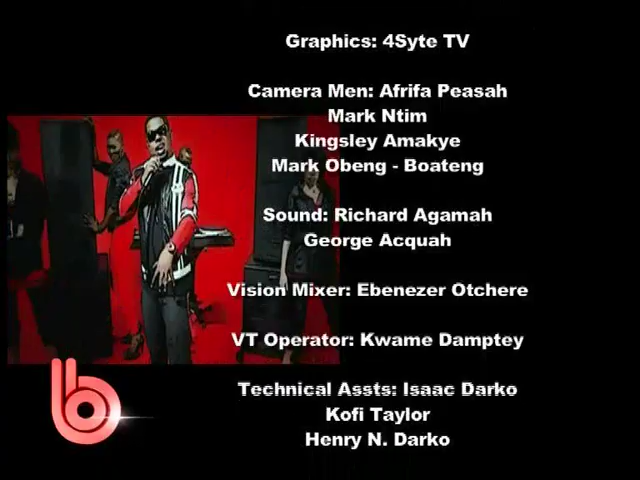 Graphics: 4Syte TV
Camera Men: Afrifa Peasah
Mark Ntim
Kingsley Amakye
Mark Obeng - Boateng
Sound: Richard Agamah
George Acquah
Vision Mixer: Ebenezer Otchere
VT Operator: Kwame Damptey
Technical Assts: Isaac Darko
Kofi Taylor
Henry N. Darko
b